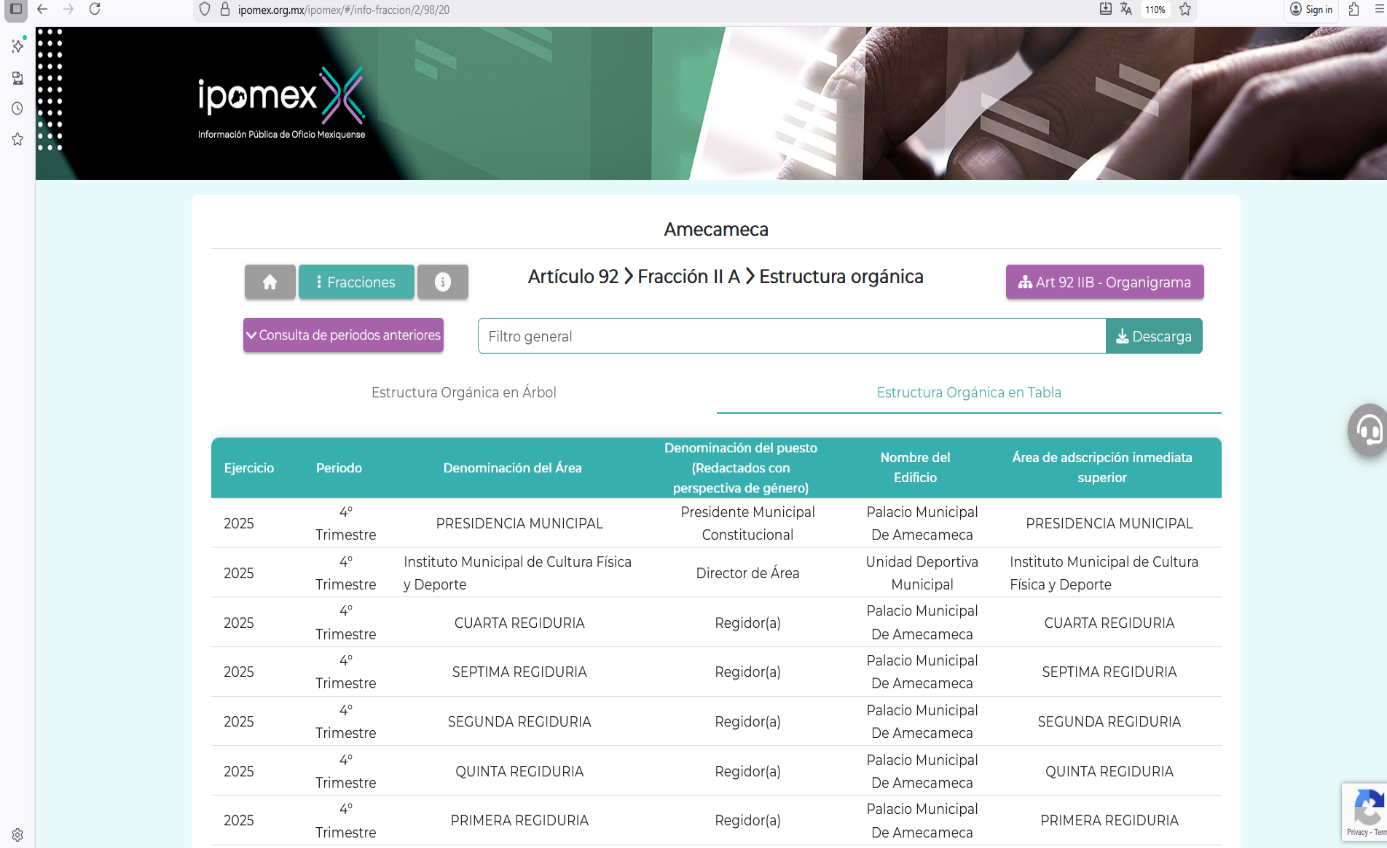 ipomex.org.mx/ipomex/#/info-fraccion/2/98/20
110%
Sign in
ipomex
Información Pública de Oficio Mexiquense
Amecameca
Fracciones
Artículo 92 > Fracción II A > Estructura orgánica
Art 92 IIB - Organigrama
Consulta de periodos anteriores
Filtro general
Descarga
Estructura Orgánica en Árbol
Estructura Orgánica en Tabla
Ejercicio
Periodo
Denominación del Área
Denominación del puesto
(Redactados con
perspectiva de género)
Nombre del
Edificio
Área de adscripción inmediata
superior
2025
4°
Trimestre
PRESIDENCIA MUNICIPAL
Presidente Municipal
Constitucional
Palacio Municipal
De Amecameca
PRESIDENCIA MUNICIPAL
2025
4°
Trimestre
Instituto Municipal de Cultura Física
y Deporte
Director de Área
Unidad Deportiva
Municipal
Instituto Municipal de Cultura
Física y Deporte
2025
4°
Trimestre
CUARTA REGIDURIA
Regidor(a)
Palacio Municipal
De Amecameca
CUARTA REGIDURIA
2025
4°
Trimestre
SEPTIMA REGIDURIA
Regidor(a)
Palacio Municipal
De Amecameca
SEPTIMA REGIDURIA
2025
4°
Trimestre
SEGUNDA REGIDURIA
Regidor(a)
Palacio Municipal
De Amecameca
SEGUNDA REGIDURIA
2025
4°
Trimestre
QUINTA REGIDURIA
Regidor(a)
Palacio Municipal
De Amecameca
QUINTA REGIDURIA
2025
4°
Trimestre
PRIMERA REGIDURIA
Regidor(a)
Palacio Municipal
De Amecameca
PRIMERA REGIDURIA
Privacy - Tern